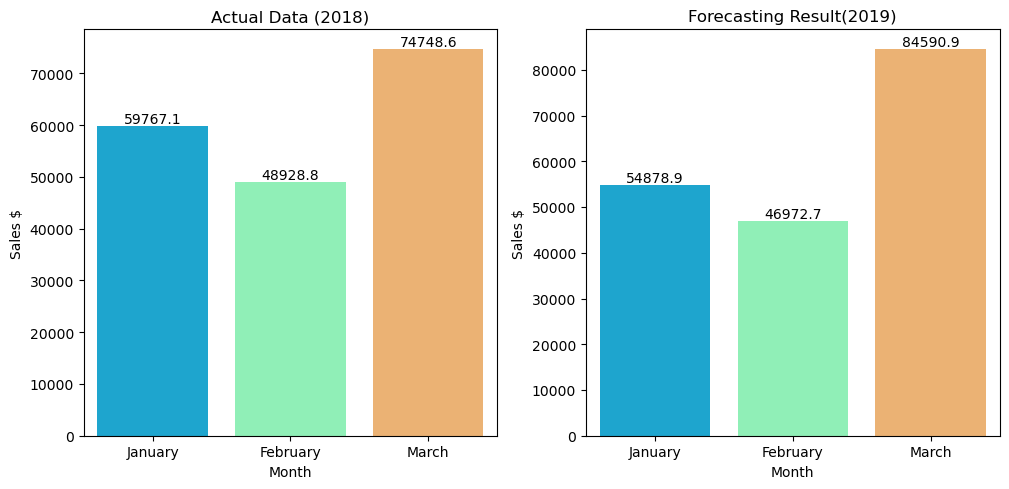 Actual Data (2018)
Sales $
70000
60000
50000
40000
30000
20000
10000
0
74748.6
59767.1
48928.8
January February March
Month
Forecasting Result(2019)
Sales $
80000
70000
60000
50000
40000
30000
20000
10000
0
84590.9
54878.9
46972.7
January February March
Month